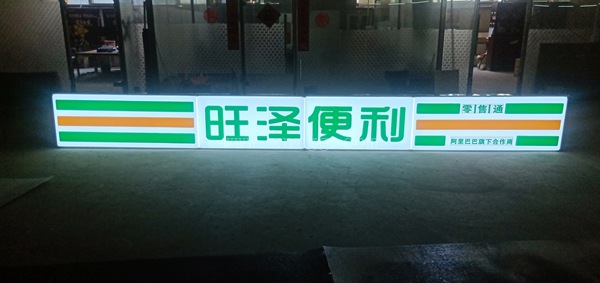 旺泽便利
零售通
阿里巴巴旗下合作商